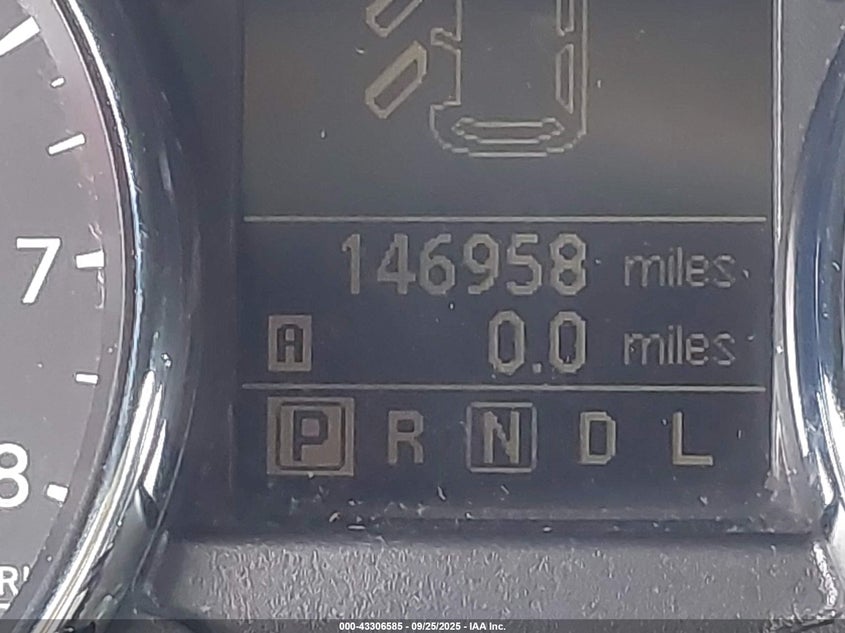 7
146958 miles
A 0.0 miles
P R N D L
8
000-43306585 - 09/25/2025 - IAA Inc.